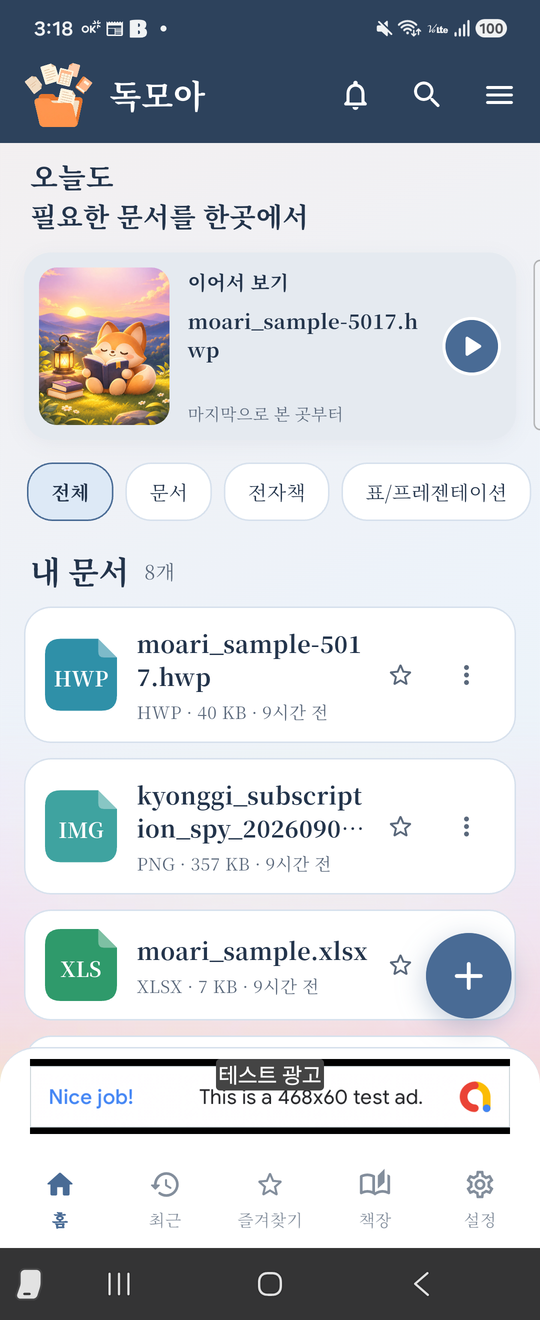 3:18
100
독모아
오늘도
필요한 문서를 한곳에서
이어서 보기
moari_sample-5017.h
wp
마지막으로 본 곳부터
전체 문서 전자책 표/프레젠테이션
내 문서 8개
HWP
moari_sample-501
7.hwp
HWP · 40 KB · 9시간 전
IMG
kyonggi_subscript
ion_spy_2026090…
PNG · 357 KB · 9시간 전
XLS
moari_sample.xlsx
XLSX · 7 KB · 9시간 전
테스트 광고
Nice job! This is a 468x60 test ad.
홈 최근 즐겨찾기 책장 설정